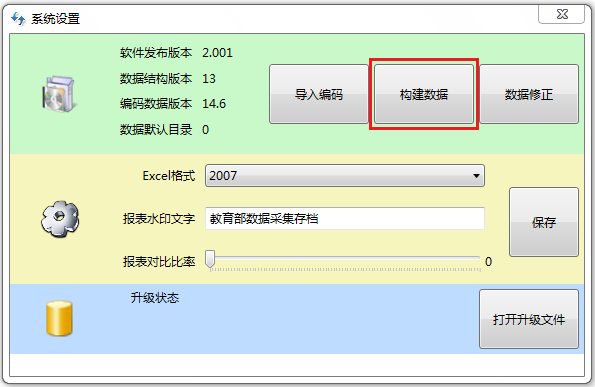 系统设置
软件发布版本 2.001
数据结构版本 13
编码数据版本 14.6
数据默认目录 0
导入编码 构建数据 数据修正
Excel格式 2007
报表水印文字 教育部数据采集存档
报表对比比率 0
保存
升级状态
打开升级文件